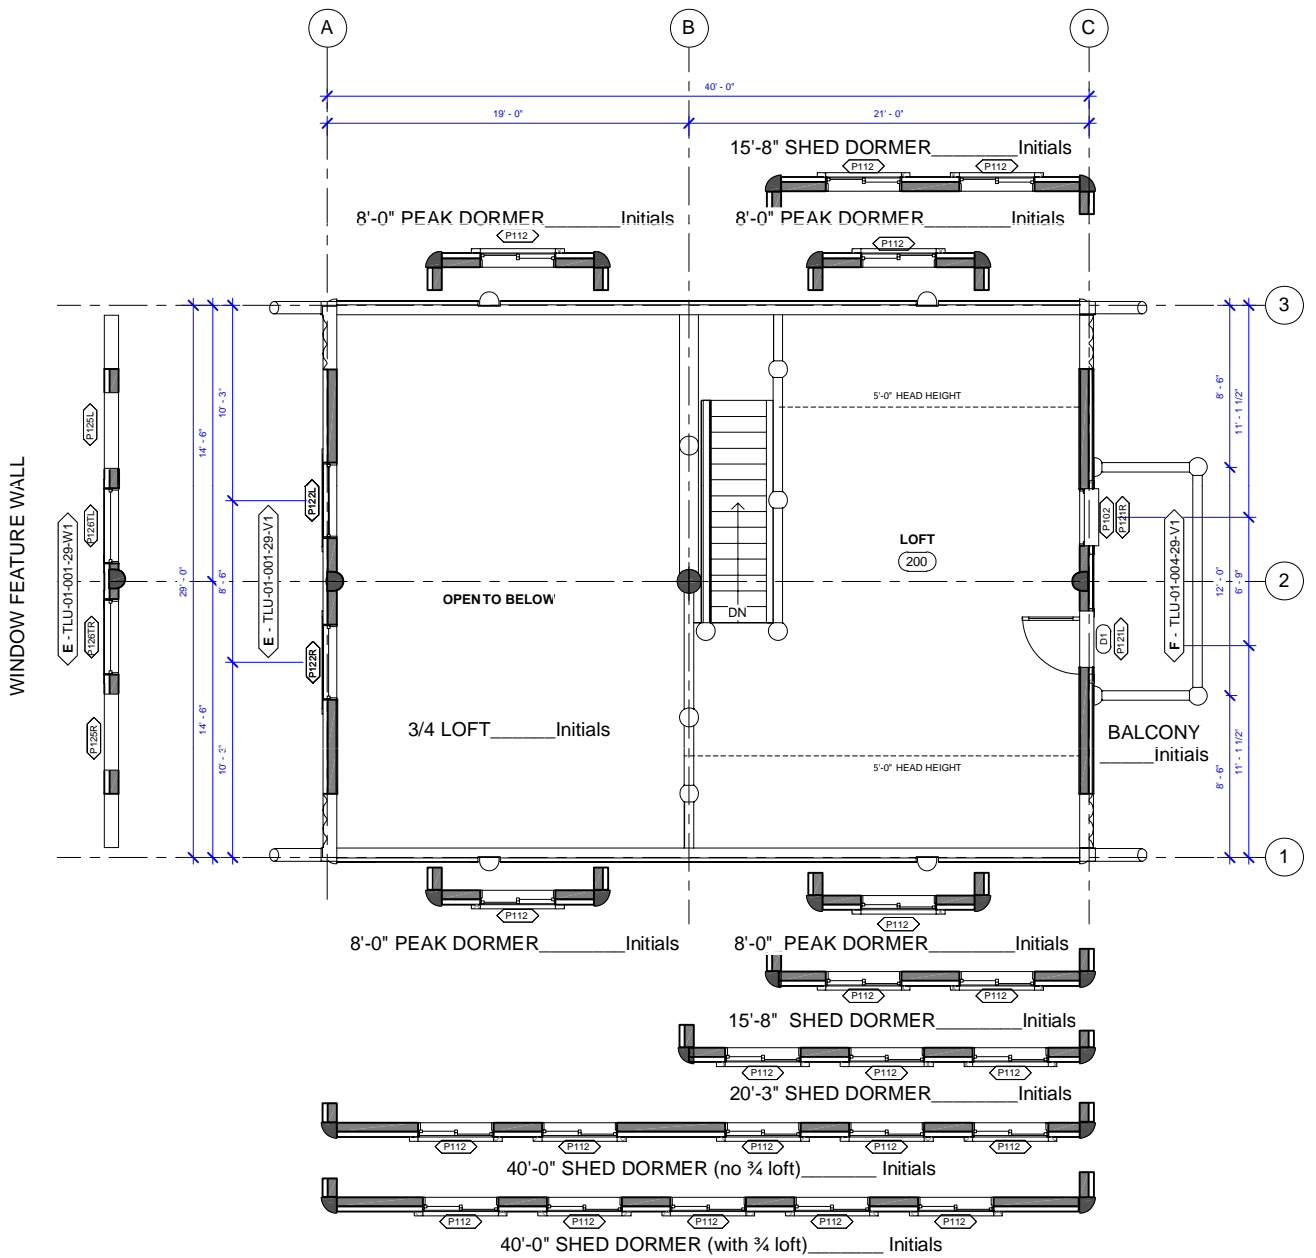 A
B
C
40' - 0"
19' - 0"
21' - 0"
15'-8" SHED DORMER________Initials
P112
P112
8'-0" PEAK DORMER_______Initials
8'-0" PEAK DORMER________Initials
P112
P112
3
10' - 3"
14' - 6"
8' - 6"
11' - 1 1/2"
5'-0" HEAD HEIGHT
P125L
WINDOW FEATURE WALL
E - TLU-01-001-29-W1
P126TL
P126TR
P125R
29' - 0"
8' - 6"
E - TLU-01-001-29-V1
P122L
P122R
OPEN TO BELOW
DN
LOFT
200
P102
P121R
D1
P121L
F - TLU-01-004-29-V1
12' - 0"
6' - 9"
2
14' - 6"
10' - 3"
3/4 LOFT______Initials
BALCONY
_____Initials
5'-0" HEAD HEIGHT
8' - 6"
11' - 1 1/2"
1
P112
P112
8'-0" PEAK DORMER________Initials
8'-0" PEAK DORMER________Initials
P112
P112
15'-8" SHED DORMER________Initials
P112
P112
P112
20'-3" SHED DORMER________Initials
P112
P112
P112
P112
P112
40'-0" SHED DORMER (no ¾ loft)_______ Initials
P112
P112
P112
P112
P112
40'-0" SHED DORMER (with ¾ loft)_______ Initials